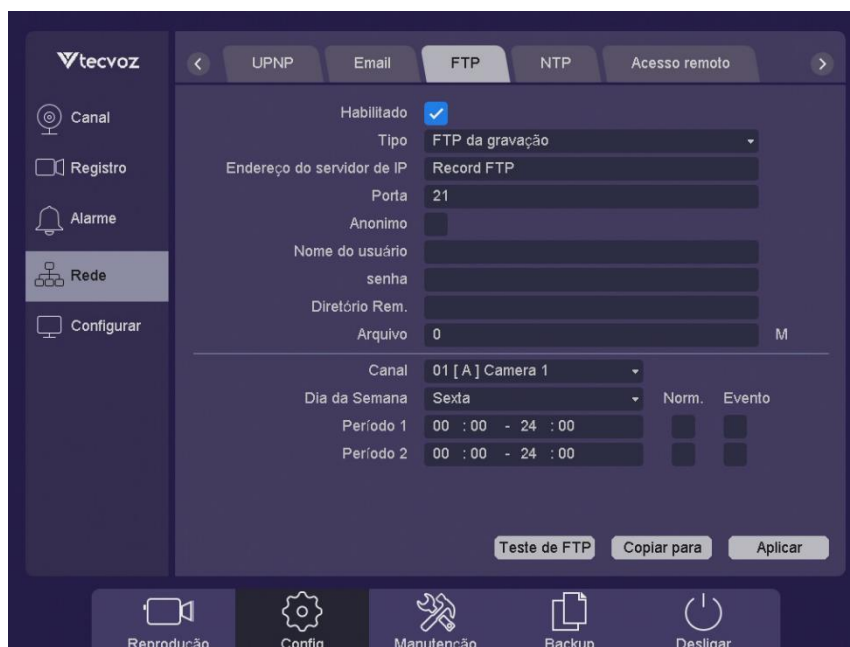 tecvoz
UPNP
Email
FTP
NTP
Acesso remoto
Canal
Registro
Alarme
Rede
Configurar
Habilitado
Tipo FTP da gravação
Endereço do servidor de IP Record FTP
Porta 21
Anonimo
Nome do usuário
senha
Diretório Rem.
Arquivo 0 M
Canal 01 [ A ] Camera 1
Dia da Semana Sexta Norm. Evento
Período 1 00 : 00 - 24 : 00
Período 2 00 : 00 - 24 : 00
Teste de FTP
Copiar para
Aplicar
Reprodução
Config
Manutenção
Backup
Desligar